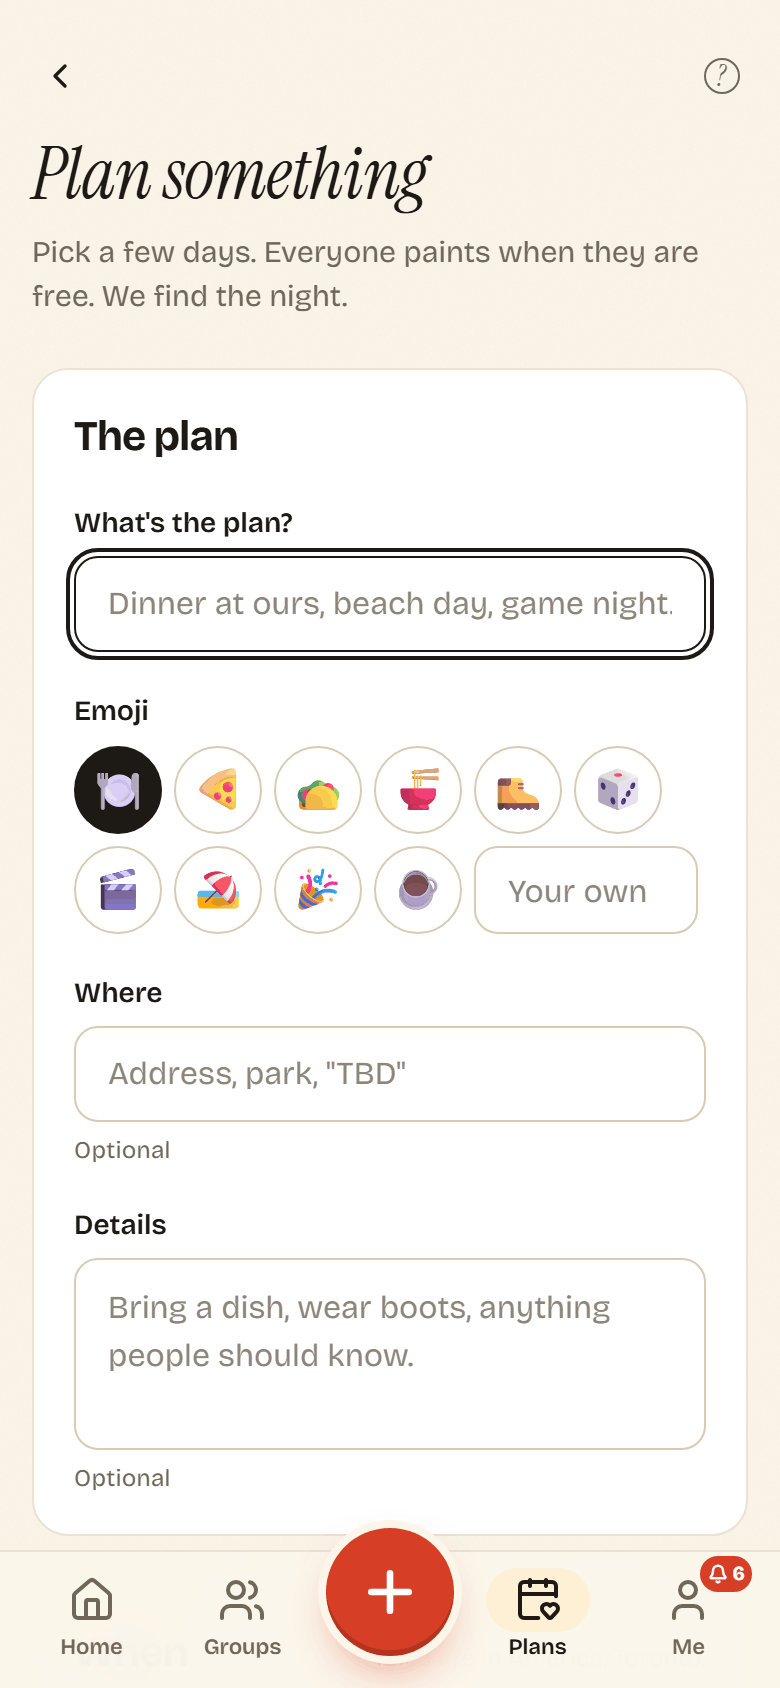 ?
Plan something
Pick a few days. Everyone paints when they are
free. We find the night.
The plan
What's the plan?
Dinner at ours, beach day, game night.
Emoji
Your own
Where
Address, park, "TBD"
Optional
Details
Bring a dish, wear boots, anything
people should know.
Optional
When
6
Home
Groups
Plans
Me